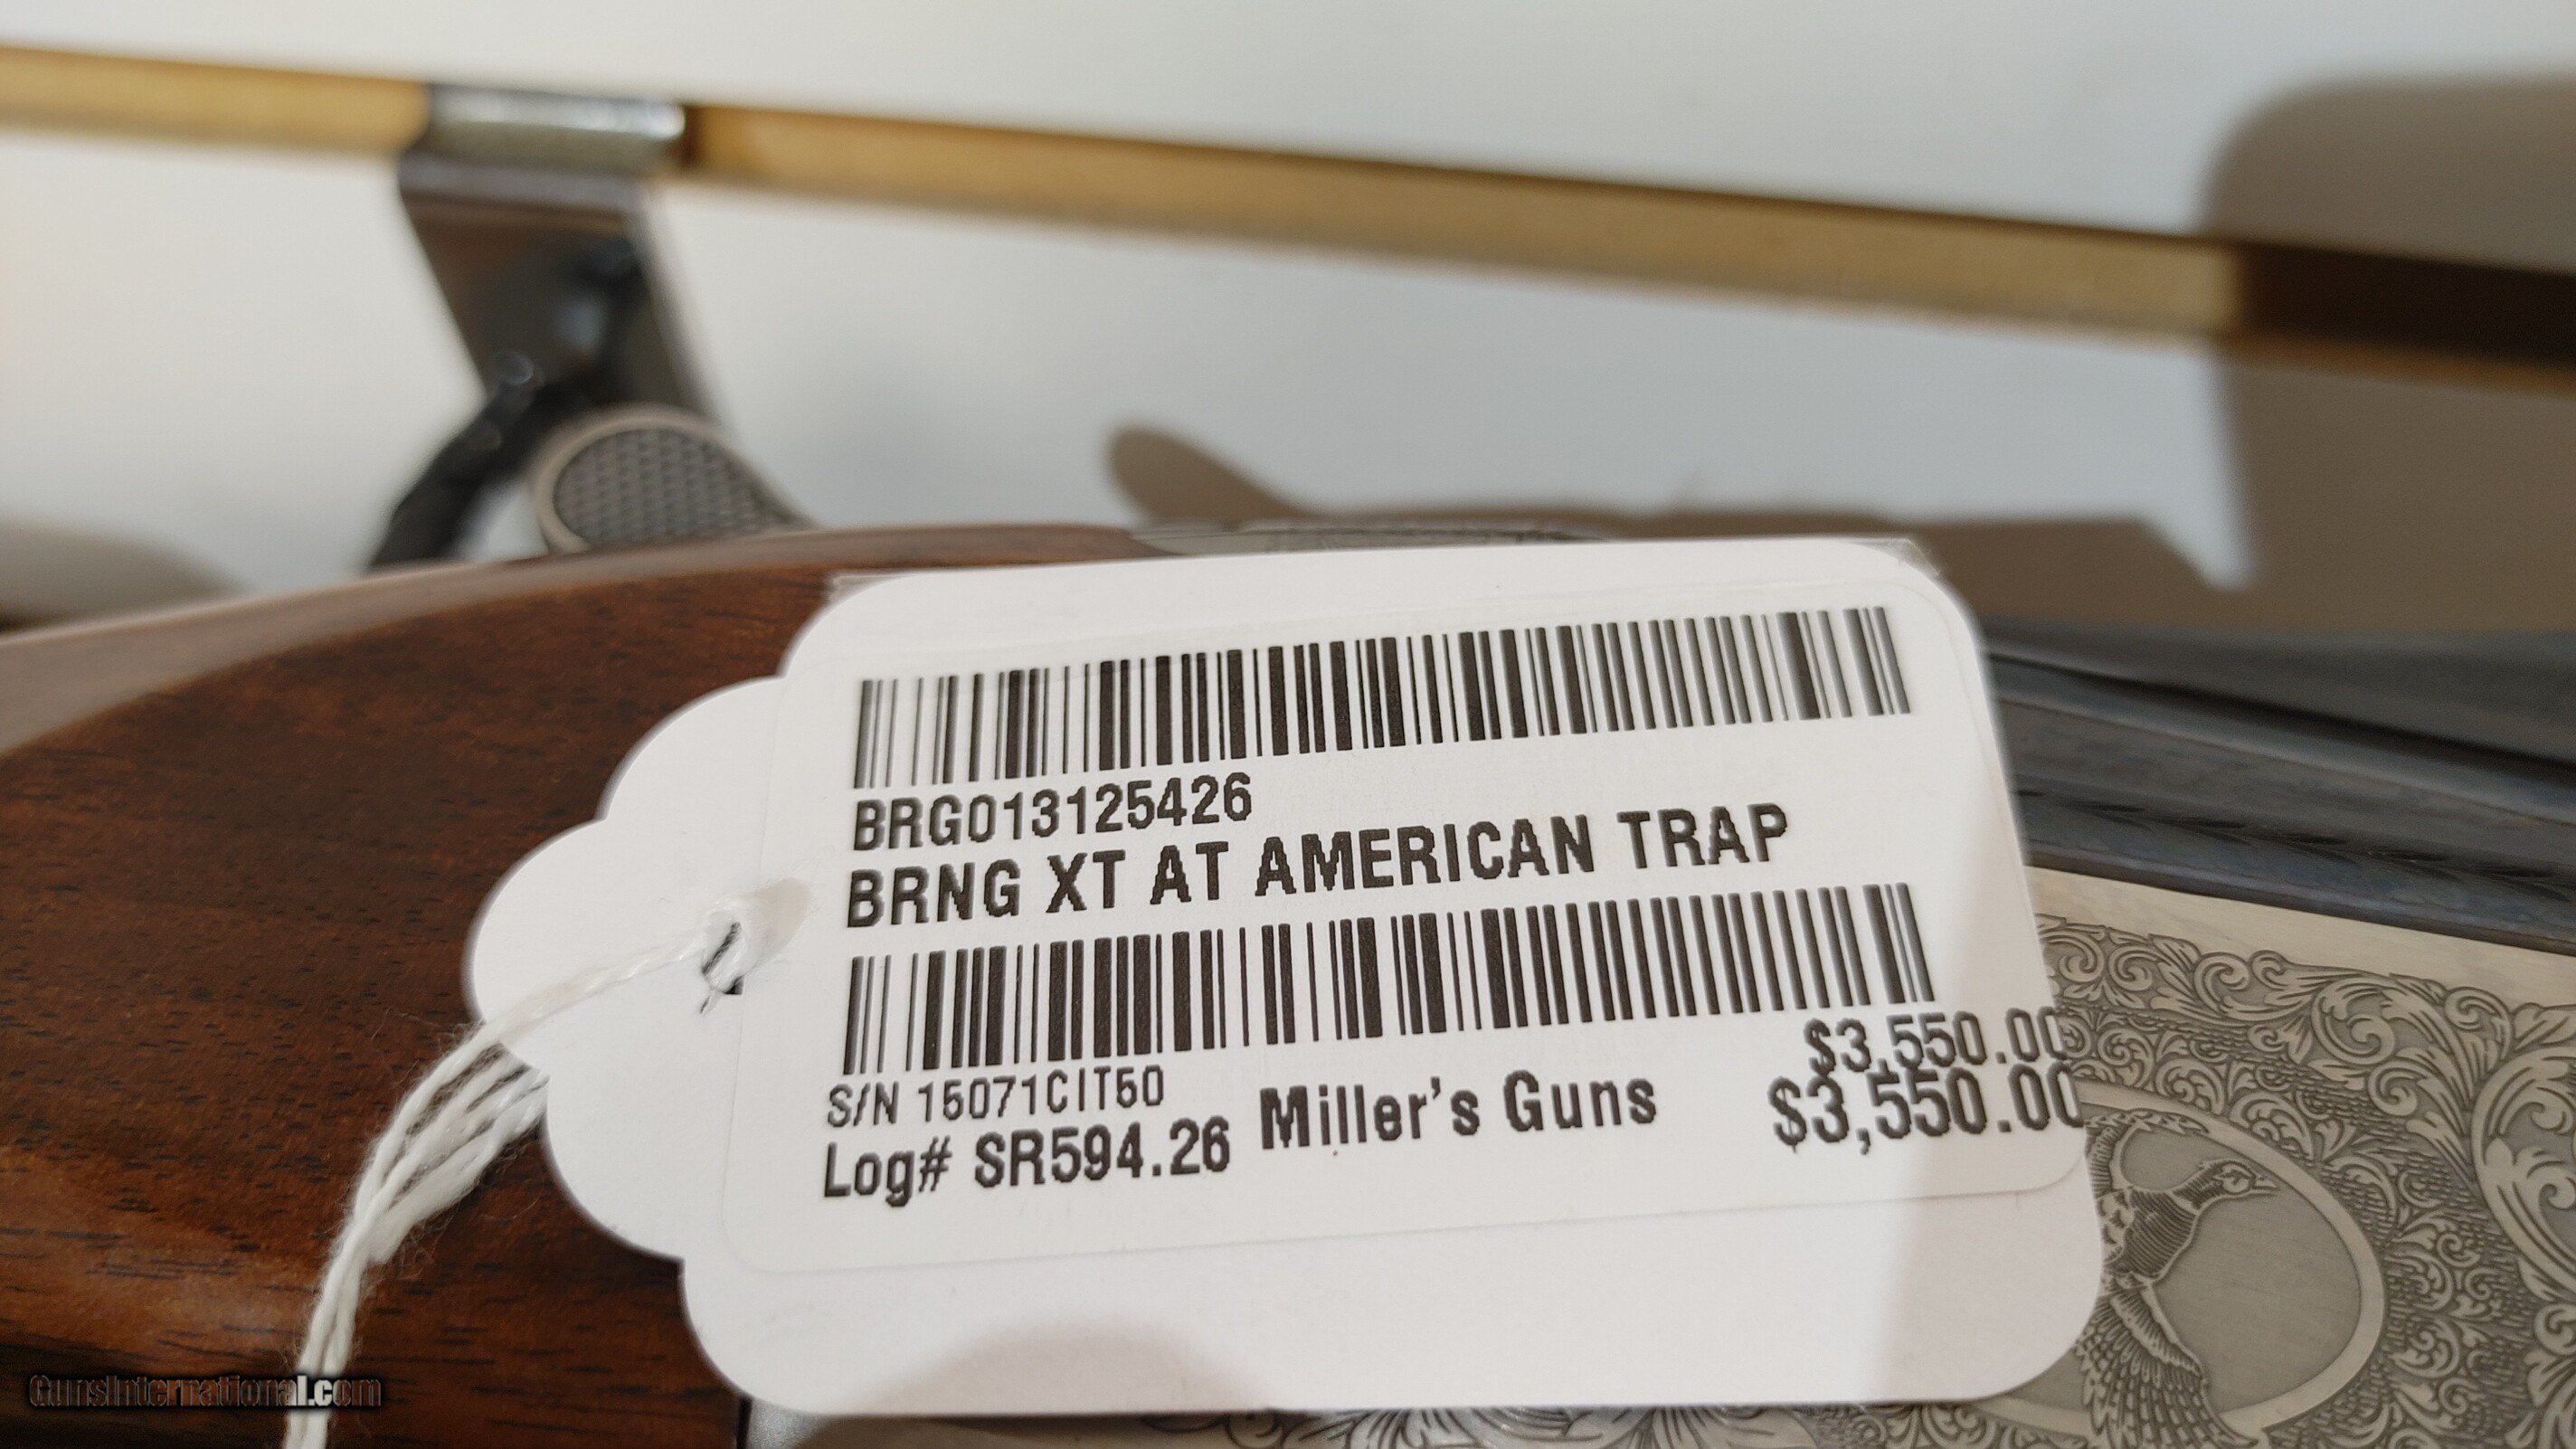 BRG013125426
BRNG XT AT AMERICAN TRAP
$3,550.00
S/N 15071CIT50
Miller's Guns
$3,550.00
Log# SR594.26
GunsInternational.com